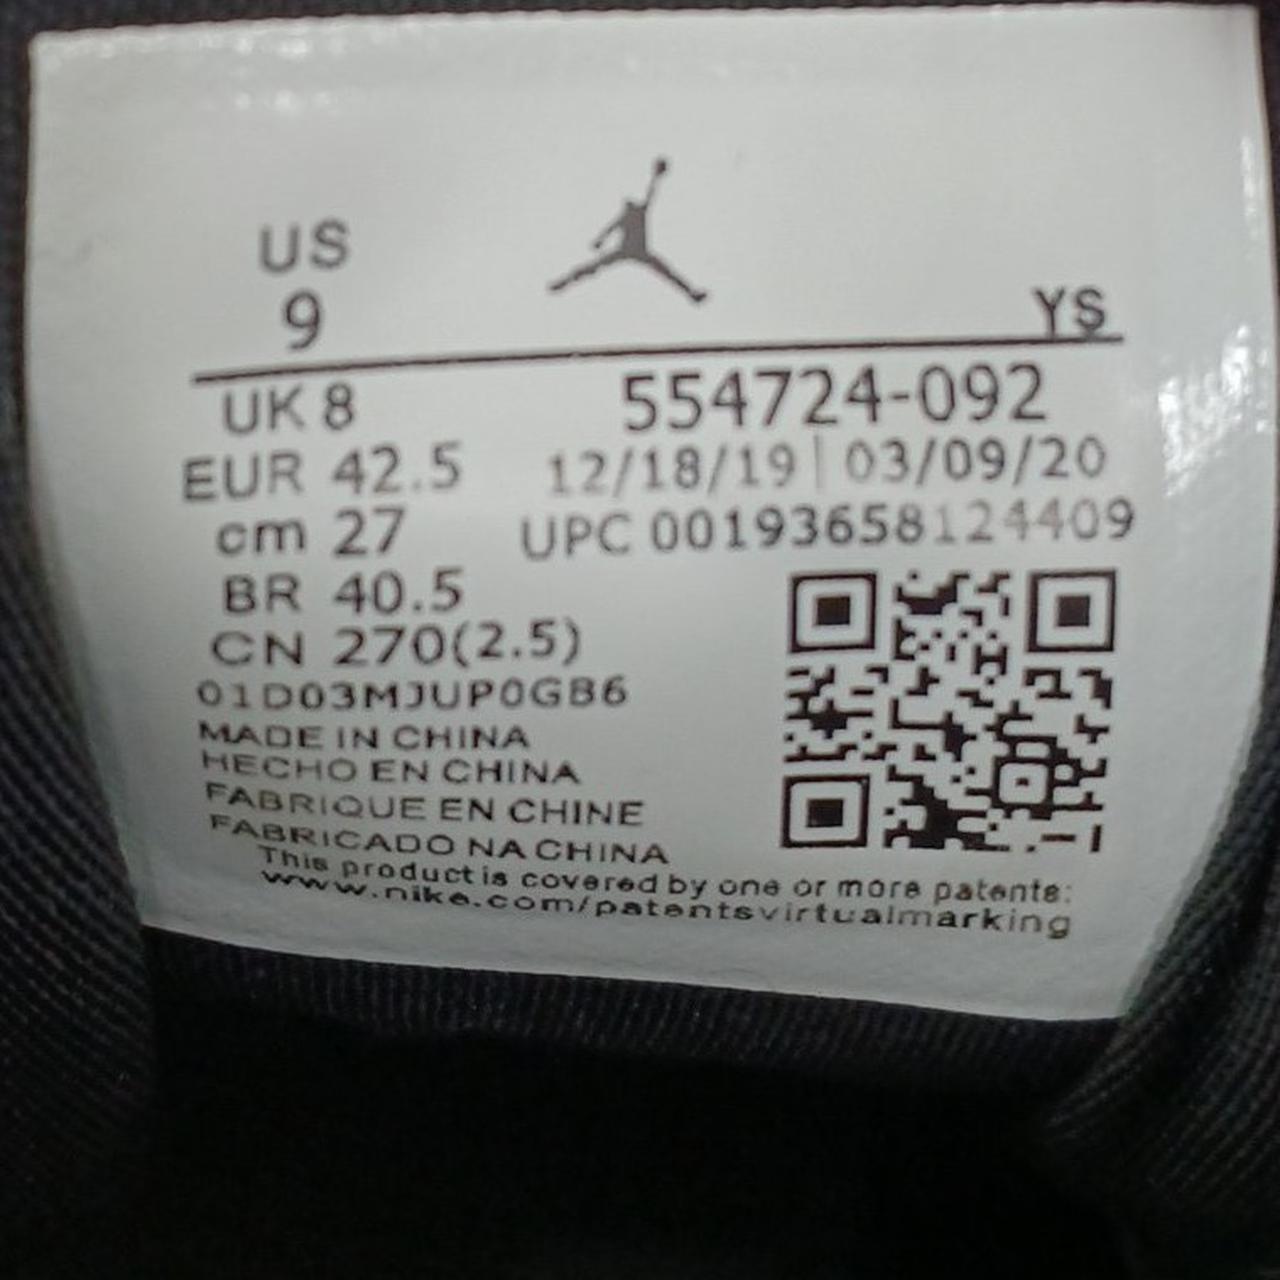 US
9
YS
UK 8
554724-092
EUR 42.5
12/18/19 | 03/09/20
cm 27
UPC 00193658124409
BR 40.5
CN 270(2.5)
01D03MJUP0GB6
MADE IN CHINA
HECHO EN CHINA
FABRIQUE EN CHINE
FABRICADO NA CHINA
This product is covered by one or more patents:
www.nike.com/patentsvirtualmarking